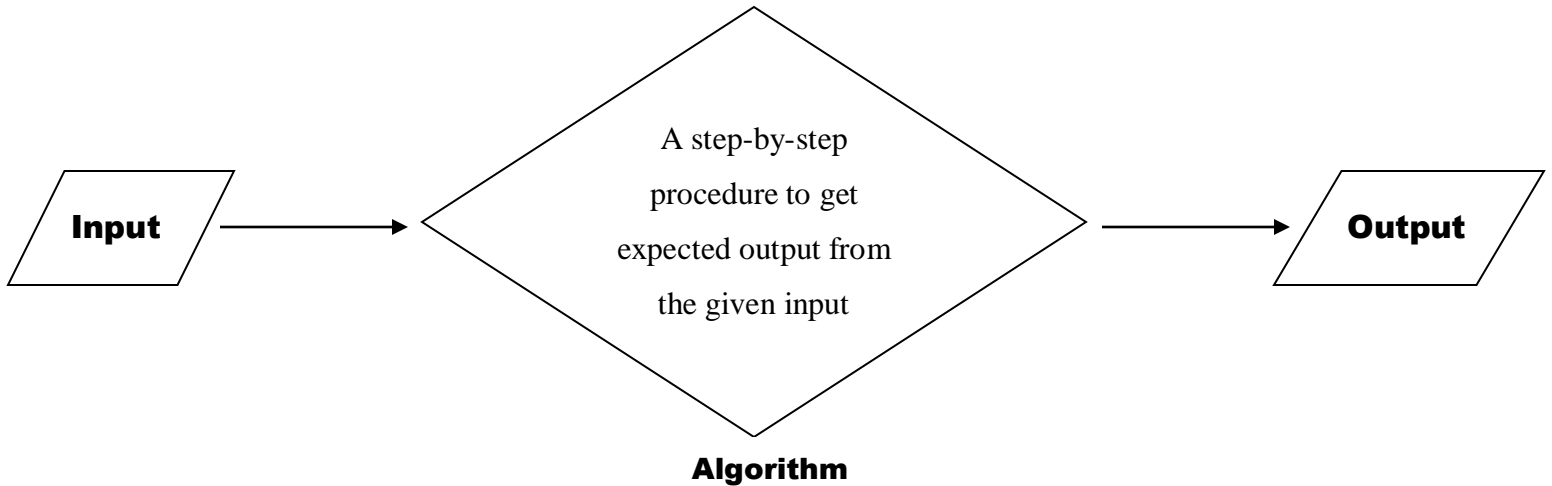 Input
A step-by-step
procedure to get
expected output from
the given input
Output
Algorithm